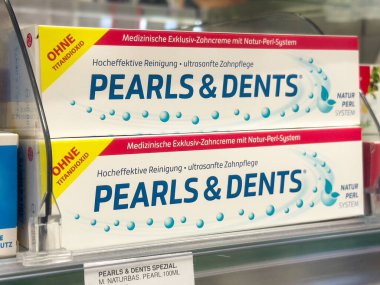 OHNE
TITANDIOXID
Medizinische Exklusiv-Zahncreme mit Natur-Perl-System
Hocheffektive Reinigung • ultrasanfte Zahnpflege
PEARLS & DENTS®
NATUR
PERL
SYSTEM
OHNE
TITANDIOXID
Medizinische Exklusiv-Zahncreme mit Natur-Perl-System
Hocheffektive Reinigung • ultrasanfte Zahnpflege
PEARLS & DENTS®
NATUR
PERL
SYSTEM
UTZ
PEARLS & DENTS SPEZIAL
M. NATURBAS. PEARL 100ML